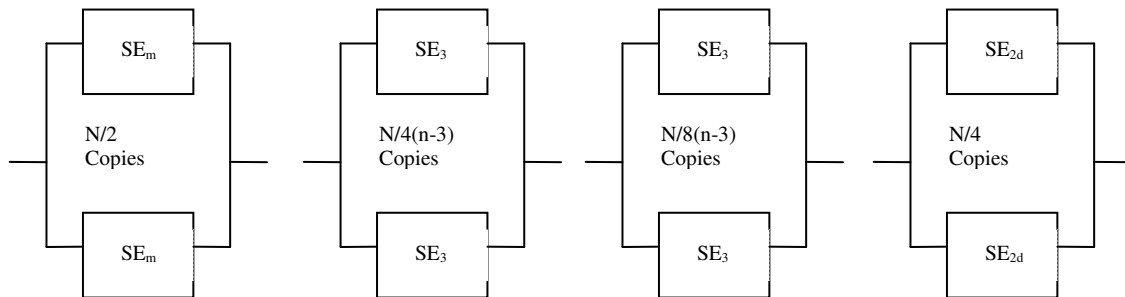 SEₘ
N/2
Copies
SEₘ
SE₃
N/4(n-3)
Copies
SE₃
SE₃
N/8(n-3)
Copies
SE₃
SE₂d
N/4
Copies
SE₂d